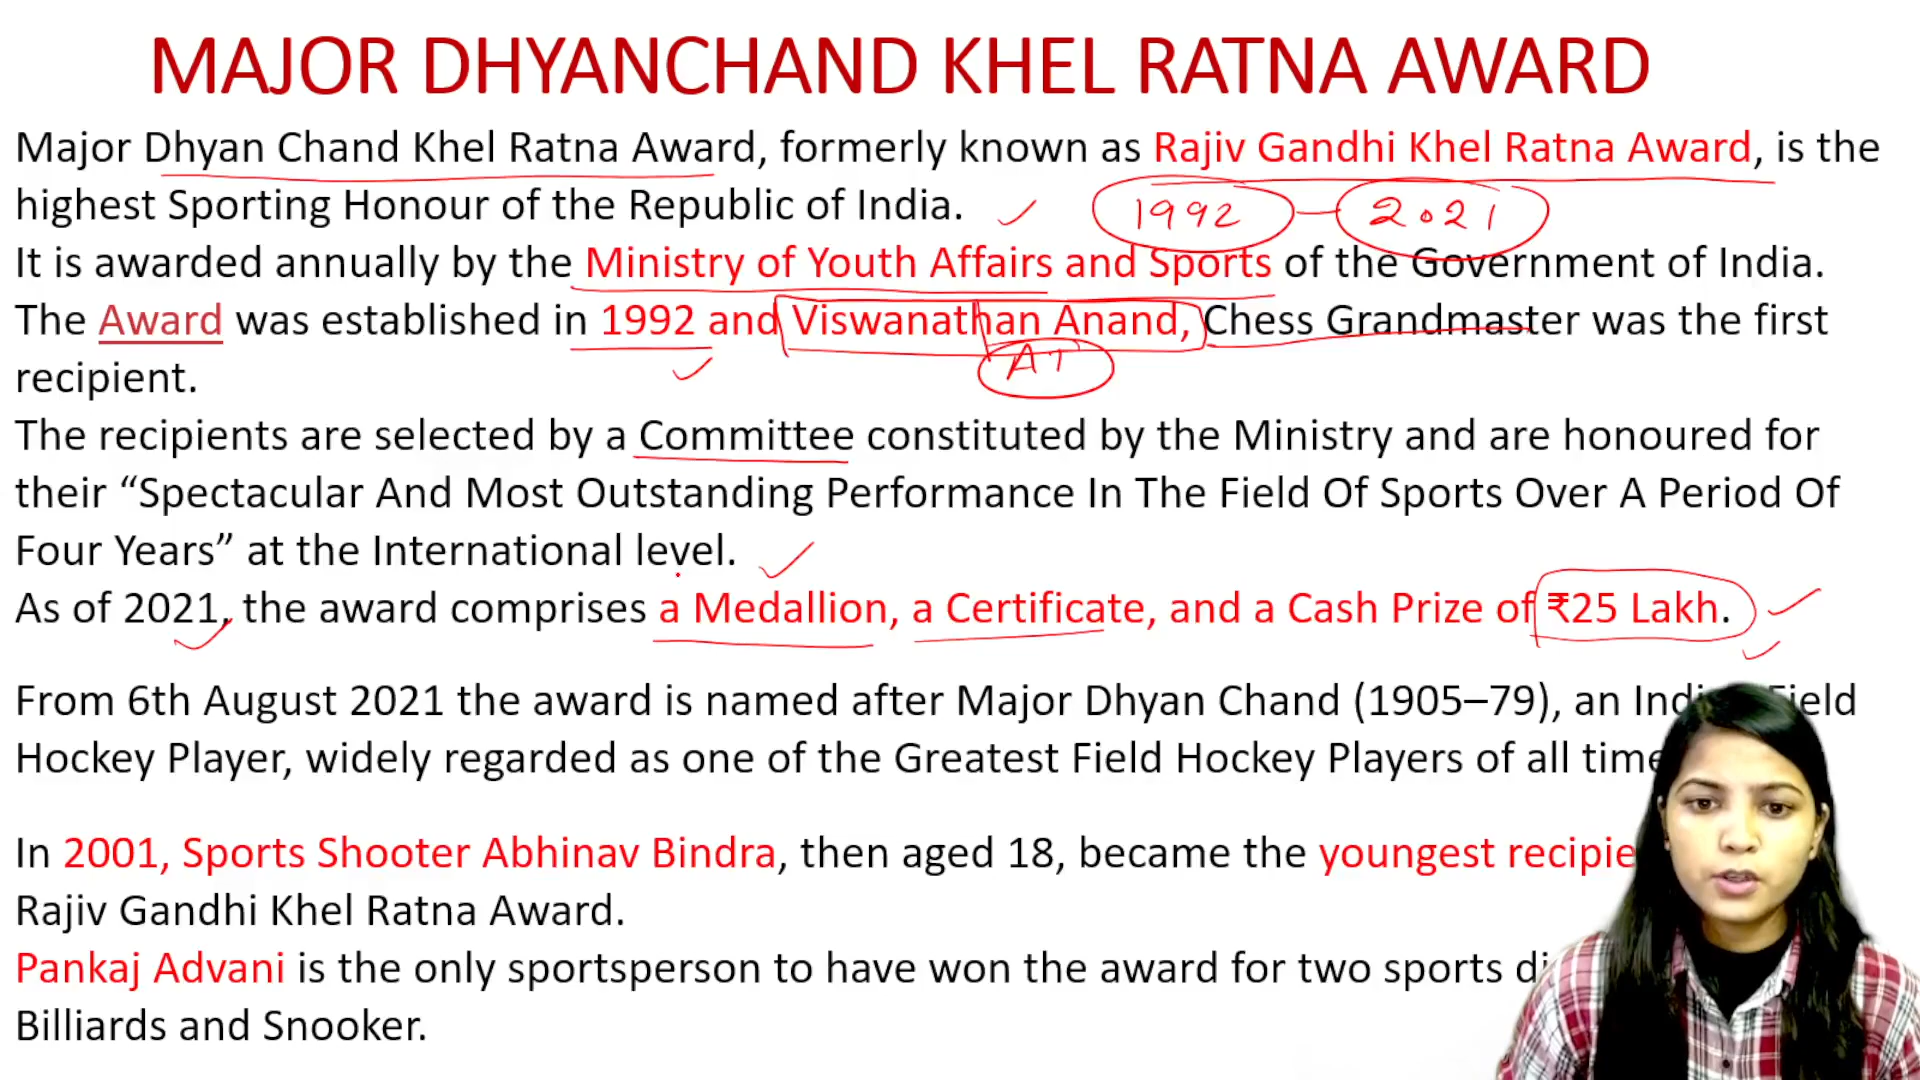 MAJOR DHYANCHAND KHEL RATNA AWARD
Major Dhyan Chand Khel Ratna Award, formerly known as Rajiv Gandhi Khel Ratna Award, is the
highest Sporting Honour of the Republic of India.
1992 - 2021
It is awarded annually by the Ministry of Youth Affairs and Sports of the Government of India.
The Award was established in 1992 and Viswanathan Anand, Chess Grandmaster was the first
recipient.
The recipients are selected by a Committee constituted by the Ministry and are honoured for
their “Spectacular And Most Outstanding Performance In The Field Of Sports Over A Period Of
Four Years” at the International level.
As of 2021, the award comprises a Medallion, a Certificate, and a Cash Prize of ₹25 Lakh.
From 6th August 2021 the award is named after Major Dhyan Chand (1905–79), an Field
Hockey Player, widely regarded as one of the Greatest Field Hockey Players of all time
In 2001, Sports Shooter Abhinav Bindra, then aged 18, became the youngest
Rajiv Gandhi Khel Ratna Award.
Pankaj Advani is the only sportsperson to have won the award for two sports
Billiards and Snooker.